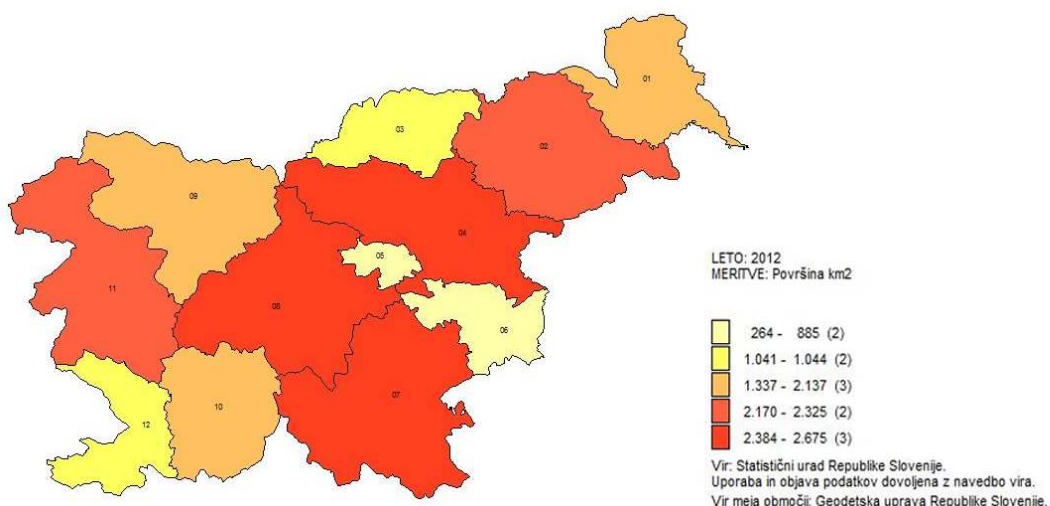 01
02
03
09
04
05
11
08
06
07
10
12
LETO: 2012
MERITVE: Površina km2
264 - 885 (2)
1.041 - 1.044 (2)
1.337 - 2.137 (3)
2.170 - 2.325 (2)
2.384 - 2.675 (3)
Vir: Statistični urad Republike Slovenije.
Uporaba in objava podatkov dovoljena z navedbo vira.
Vir meja območij: Geodetska uprava Republike Slovenije.